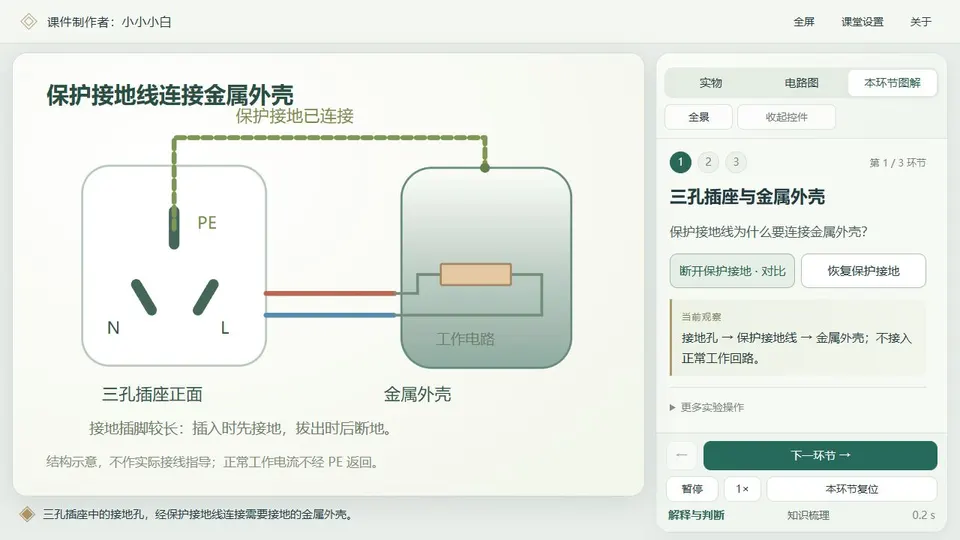 课件制作者：小小小白
全屏
课堂设置
关于
保护接地线连接金属外壳
保护接地已连接
PE
N
L
工作电路
三孔插座正面
金属外壳
接地插脚较长：插入时先接地，拔出时后断地。
结构示意，不作实际接线指导；正常工作电流不经 PE 返回。
三孔插座中的接地孔，经保护接地线连接需要接地的金属外壳。
实物
电路图
本环节图解
全景
收起控件
1
2
3
第 1 / 3 环节
三孔插座与金属外壳
保护接地线为什么要连接金属外壳？
断开保护接地 · 对比
恢复保护接地
当前观察
接地孔 → 保护接地线 → 金属外壳；不接入
正常工作回路。
▶ 更多实验操作
←
下一环节 →
暂停
1×
本环节复位
解释与判断
知识梳理
0.2 s